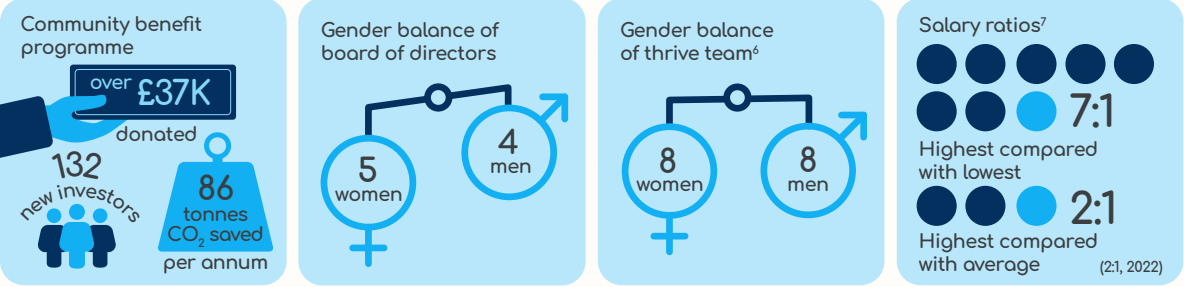 Community benefit
programme
over £37K
donated
132
new investors
86
tonnes
CO₂ saved
per annum
Gender balance of
board of directors
5
women
4
men
Gender balance
of thrive team⁶
8
women
8
men
Salary ratios⁷
7:1
Highest compared
with lowest
2:1
Highest compared
with average
(2:1, 2022)